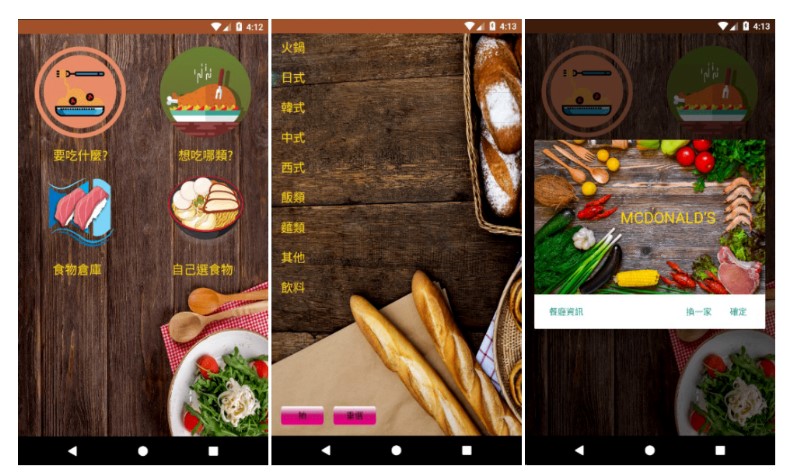 4:12
要吃什麼?
想吃哪類?
食物倉庫
自己選食物
4:13
火鍋
日式
韓式
中式
西式
飯類
麵類
其他
飲料
4:13
MCDONALD'S
餐廳資訊 換一家 確定